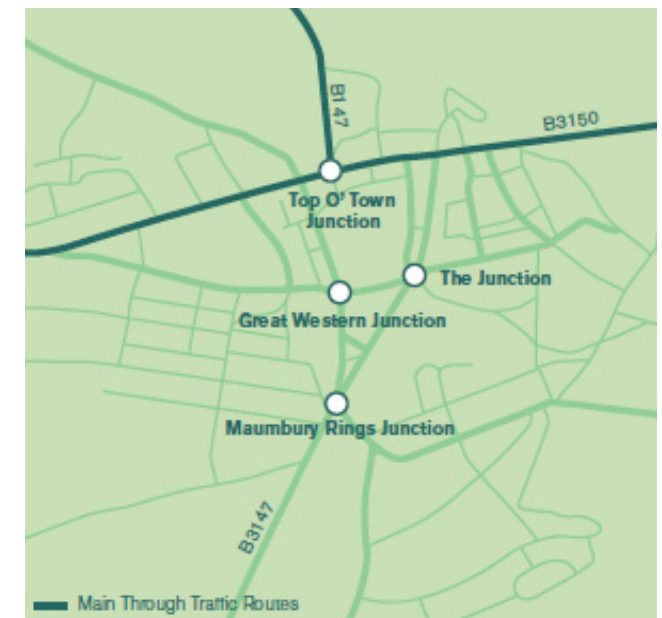 B147
B3150
Top O' Town
Junction
The Junction
Great Western Junction
Maumbury Rings Junction
B3147
Main Through Traffic Routes